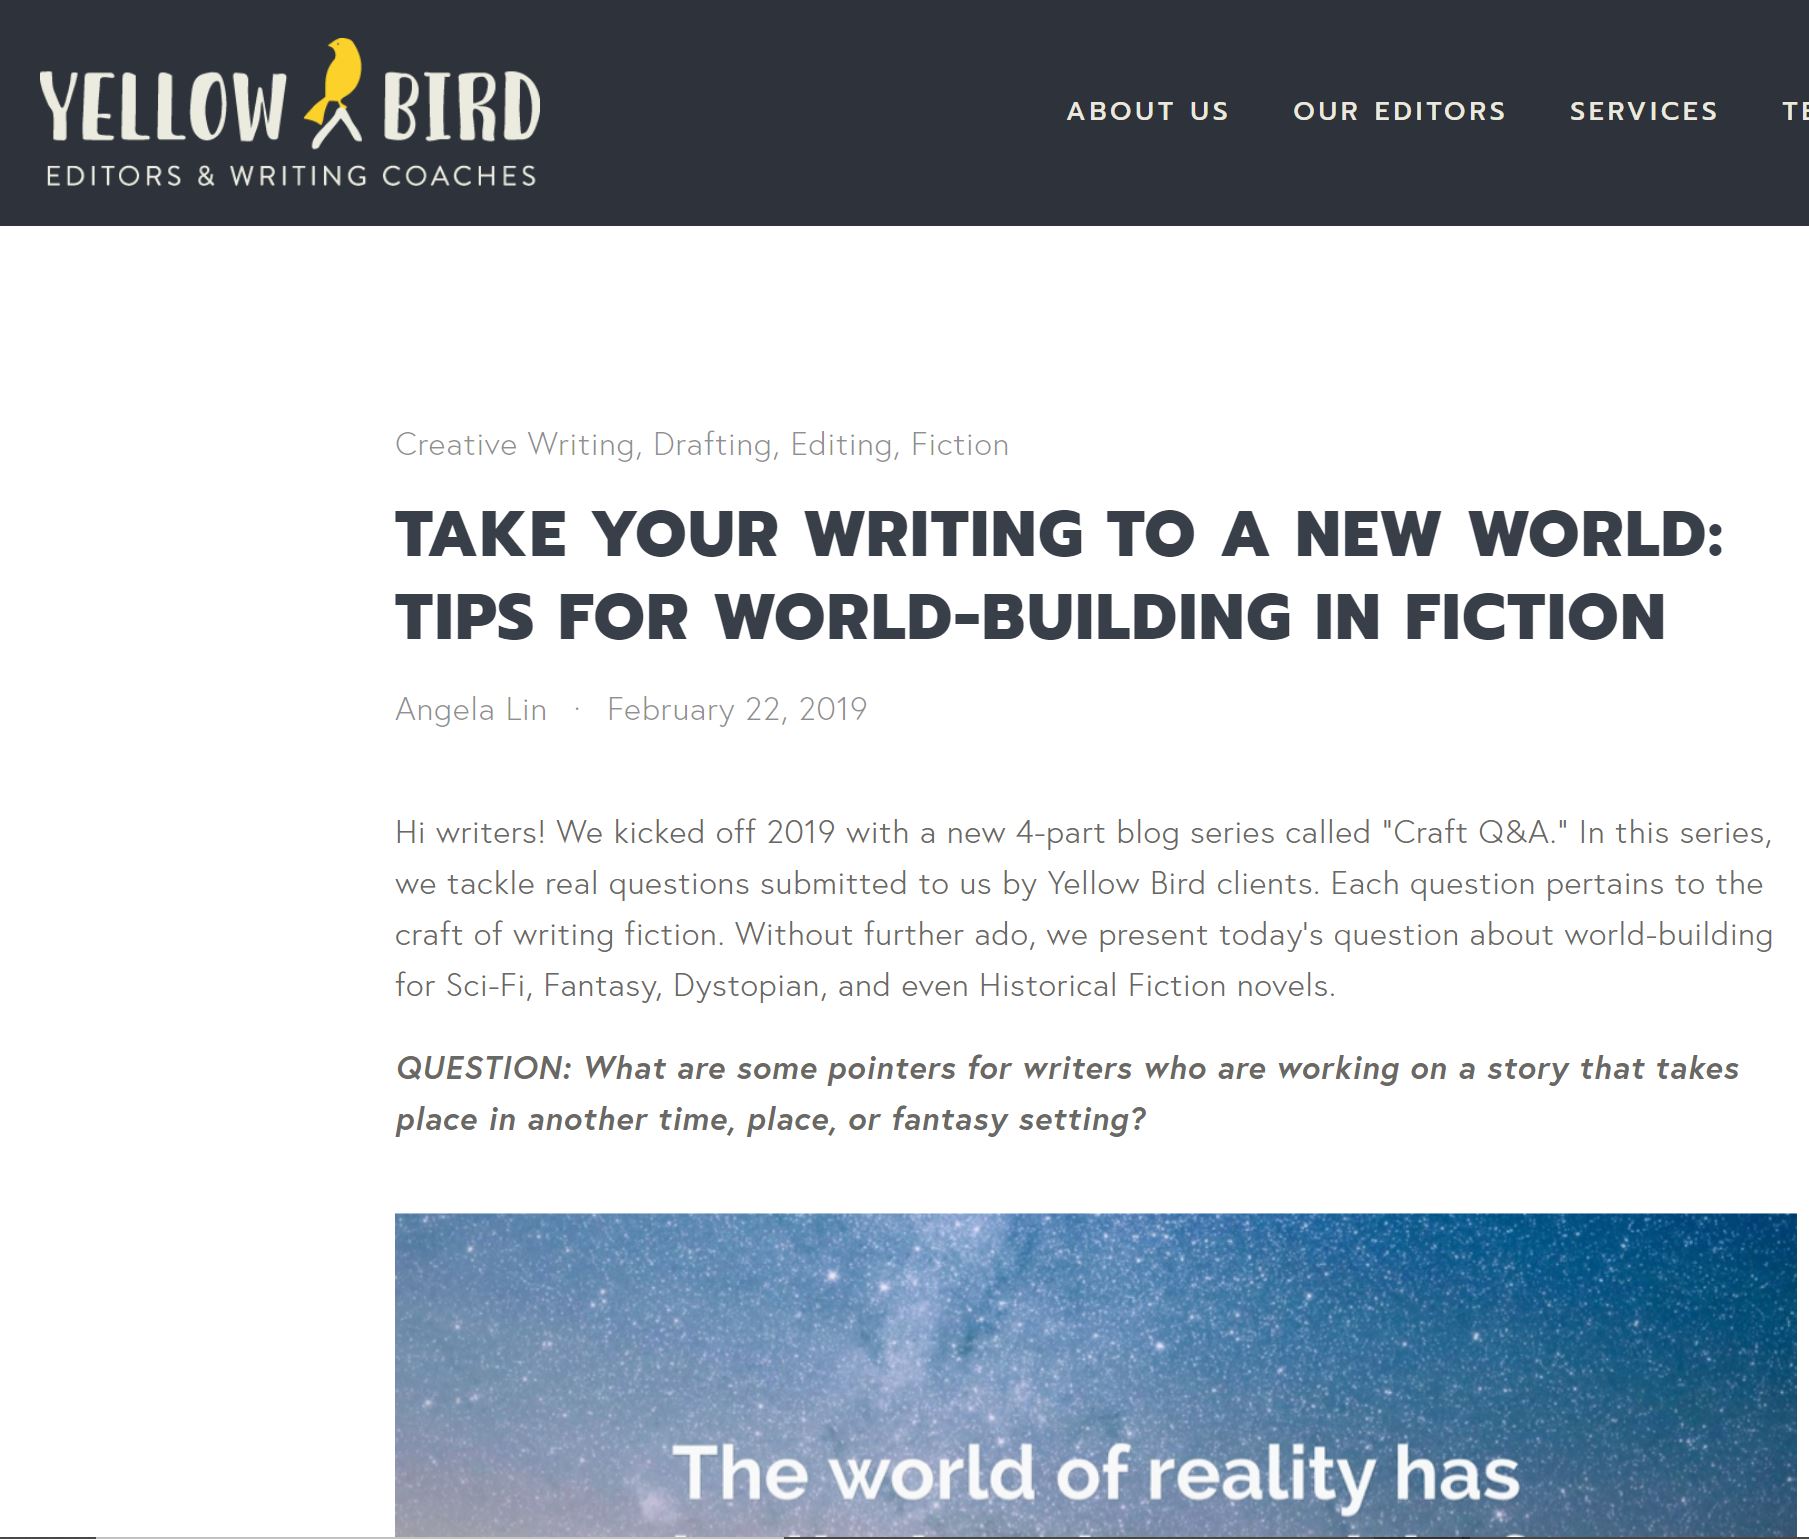 YELLOW BIRD
EDITORS & WRITING COACHES
ABOUT US OUR EDITORS SERVICES
Creative Writing, Drafting, Editing, Fiction
TAKE YOUR WRITING TO A NEW WORLD:
TIPS FOR WORLD-BUILDING IN FICTION
Angela Lin · February 22, 2019
Hi writers! We kicked off 2019 with a new 4-part blog series called "Craft Q&A." In this series,
we tackle real questions submitted to us by Yellow Bird clients. Each question pertains to the
craft of writing fiction. Without further ado, we present today's question about world-building
for Sci-Fi, Fantasy, Dystopian, and even Historical Fiction novels.
QUESTION: What are some pointers for writers who are working on a story that takes
place in another time, place, or fantasy setting?
The world of reality has